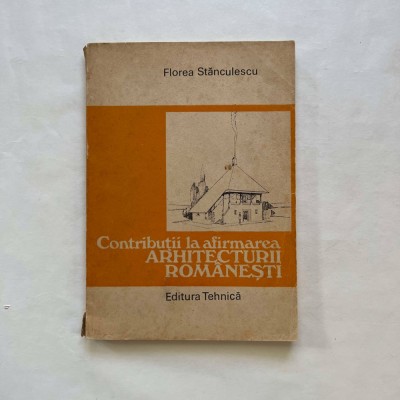 Florea Stănculescu
Contribuții la afirmarea
ARHITECTURII
ROMÂNEȘTI
Editura Tehnică